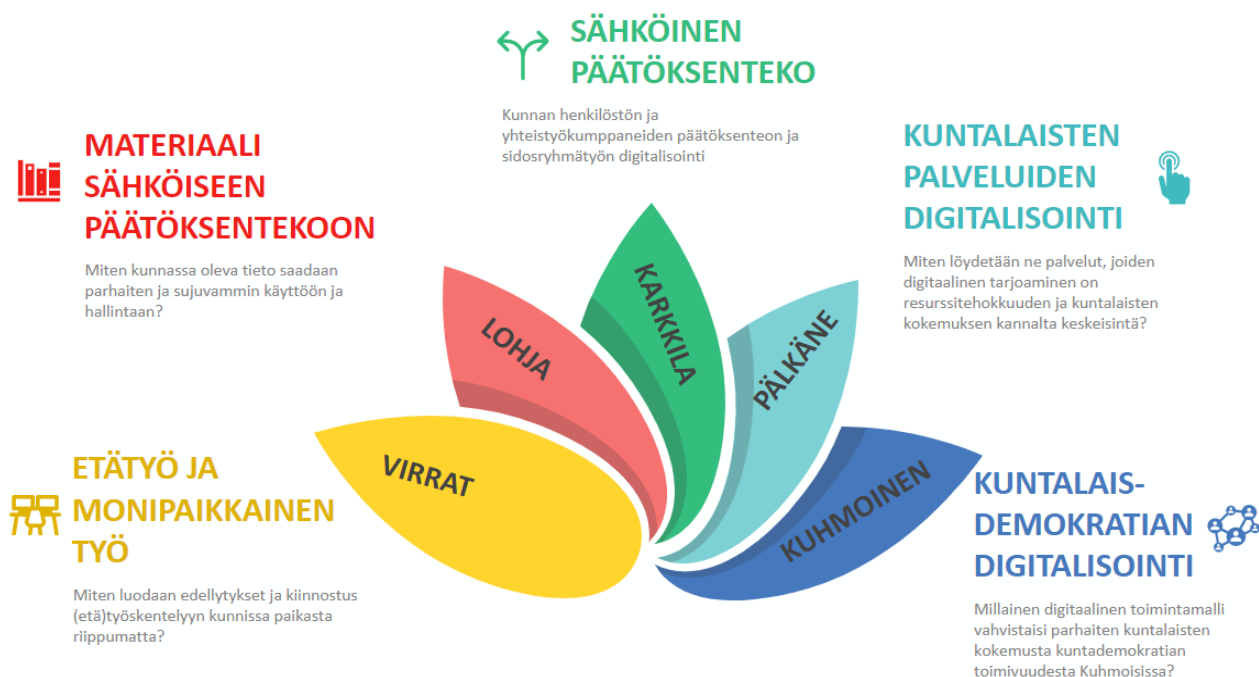 SÄHKÖINEN
PÄÄTÖKSENTEKO
Kunnan henkilöstön ja
yhteistyökumppaneiden päätöksenteon ja
sidosryhmätyön digitalisointi
MATERIAALI
SÄHKÖISEEN
PÄÄTÖKSENTEKOON
Miten kunnassa oleva tieto saadaan
parhaiten ja sujuvammin käyttöön ja
hallintaan?
KUNTALAISTEN
PALVELUIDEN
DIGITALISOINTI
Miten löydetään ne palvelut, joiden
digitaalinen tarjoaminen on
resurssitehokkuuden ja kuntalaisten
kokemuksen kannalta keskeisintä?
VIRRAT
LOHJA
KARKKILA
PÄLKÄNE
KUHMOINEN
ETÄTYÖ JA
MONIPAIKKAINEN
TYÖ
Miten luodaan edellytykset ja kiinnostus
(etä)työskentelyyn kunnissa paikasta
riippumatta?
KUNTALAIS-
DEMOKRATIAN
DIGITALISOINTI
Millainen digitaalinen toimintamalli
vahvistaisi parhaiten kuntalaisten
kokemusta kuntademokratian
toimivuudesta Kuhmoisissa?